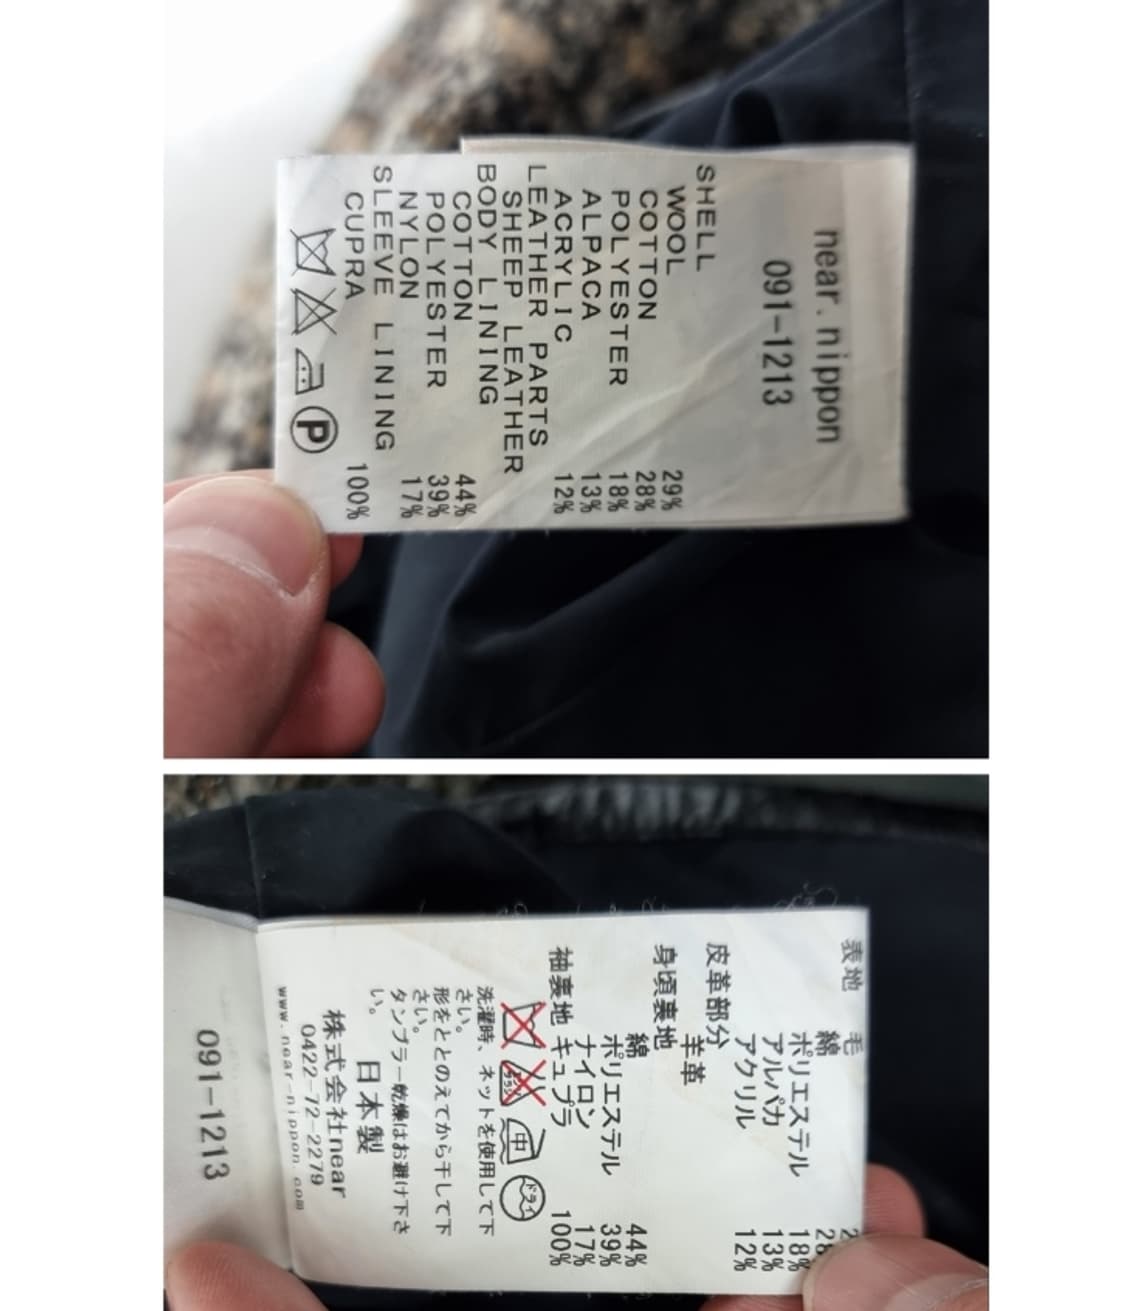 near.nippon
091-1213
SHELL
WOOL 29%
COTTON 28%
POLYESTER 18%
ALPACA 13%
ACRYLIC 12%
LEATHER PARTS
SHEEP LEATHER
BODY LINING
COTTON 44%
POLYESTER 39%
NYLON 17%
SLEEVE LINING
CUPRA 100%
P
表地
毛
綿
ポリエステル 18%
アルパカ 13%
アクリル 12%
皮革部分
羊革
身頃裏地
綿 44%
ポリエステル 39%
ナイロン 17%
袖裏地 キュプラ 100%
中 ドライ
洗濯時、ネットを使用して下
さい。
形をととのえてから干して下
さい。
タンブラー乾燥はお避け下さ
い。
日本製
株式会社near
0422-72-2279
www.near-nippon.com
091-1213